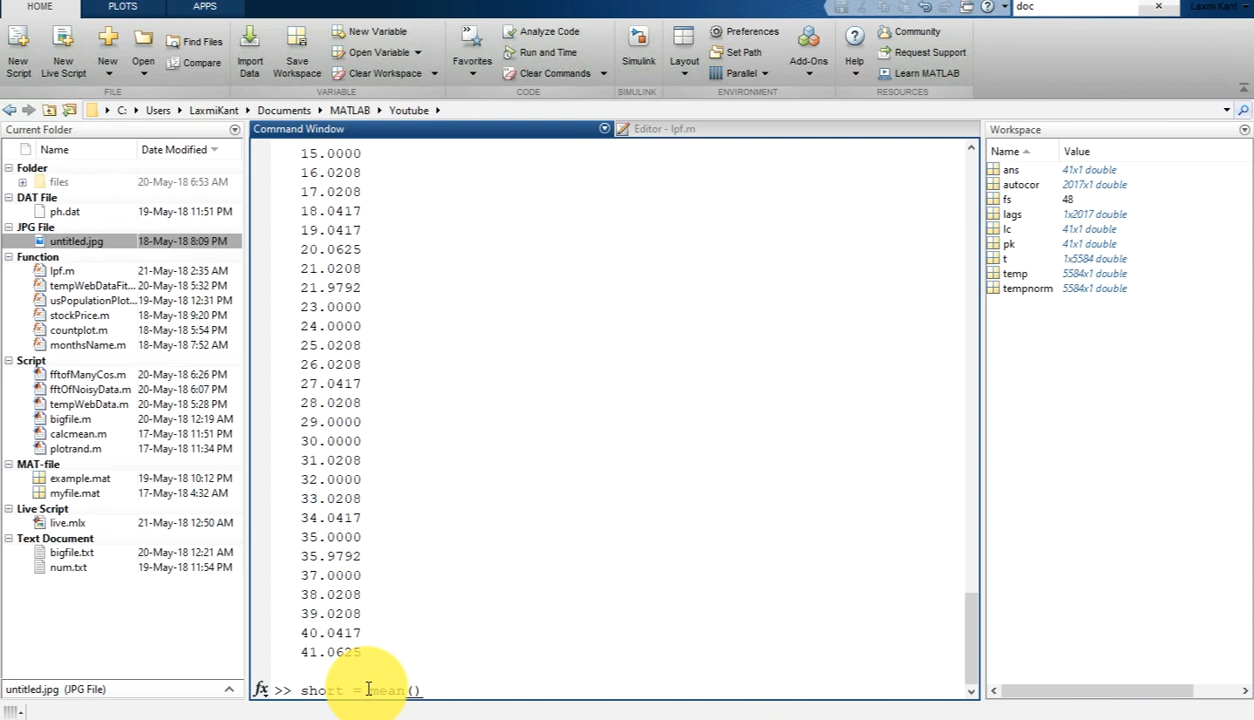 HOME PLOTS APPS
doc
Laxmi Kant
New Script
New Live Script
New
Open
Find Files
Compare
Import Data
Save Workspace
New Variable
Open Variable
Clear Workspace
Favorites
Analyze Code
Run and Time
Clear Commands
Simulink
Layout
Preferences
Set Path
Parallel
Add-Ons
Help
Community
Request Support
Learn MATLAB
FILE VARIABLE CODE SIMULINK ENVIRONMENT RESOURCES
C: Users LaxmiKant Documents MATLAB Youtube
Current Folder
Name Date Modified
Folder
files 20-May-18 6:53 AM
DAT File
ph.dat 19-May-18 11:51 PM
JPG File
untitled.jpg 18-May-18 8:09 PM
Function
lpf.m 21-May-18 2:35 AM
tempWebDataFit... 20-May-18 5:32 PM
usPopulationPlot... 19-May-18 12:31 PM
stockPrice.m 18-May-18 9:20 PM
countplot.m 18-May-18 5:54 PM
monthsName.m 18-May-18 7:52 AM
Script
fftofManyCos.m 20-May-18 6:26 PM
fftOfNoisyData.m 20-May-18 6:07 PM
tempWebData.m 20-May-18 5:28 PM
bigfile.m 20-May-18 12:19 AM
calcmean.m 17-May-18 11:51 PM
plotrand.m 17-May-18 11:34 PM
MAT-file
example.mat 19-May-18 10:12 PM
myfile.mat 17-May-18 4:32 AM
Live Script
live.mlx 21-May-18 12:50 AM
Text Document
bigfile.txt 20-May-18 12:21 AM
num.txt 19-May-18 11:54 PM
untitled.jpg (JPG File)
Command Window
Editor - lpf.m
15.0000
16.0208
17.0208
18.0417
19.0417
20.0625
21.0208
21.9792
23.0000
24.0000
25.0208
26.0208
27.0417
28.0208
29.0000
30.0000
31.0208
32.0000
33.0208
34.0417
35.0000
35.9792
37.0000
38.0208
39.0208
40.0417
41.0625
fx >> short = mean()
Workspace
Name Value
ans 41x1 double
autocor 2017x1 double
fs 48
lags 1x2017 double
lc 41x1 double
pk 41x1 double
t 1x5584 double
temp 5584x1 double
tempnorm 5584x1 double